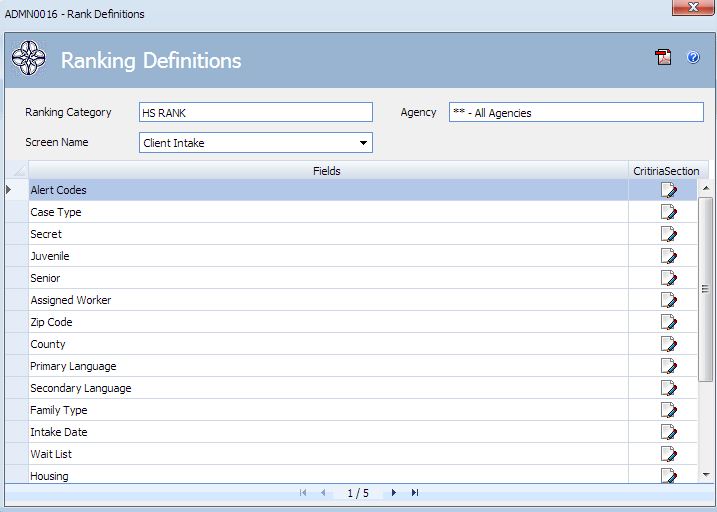 ADMN0016 - Rank Definitions
Ranking Definitions
Ranking Category HS RANK Agency ** - All Agencies
Screen Name Client Intake
Fields CritiriaSection
Alert Codes
Case Type
Secret
Juvenile
Senior
Assigned Worker
Zip Code
County
Primary Language
Secondary Language
Family Type
Intake Date
Wait List
Housing
1 / 5